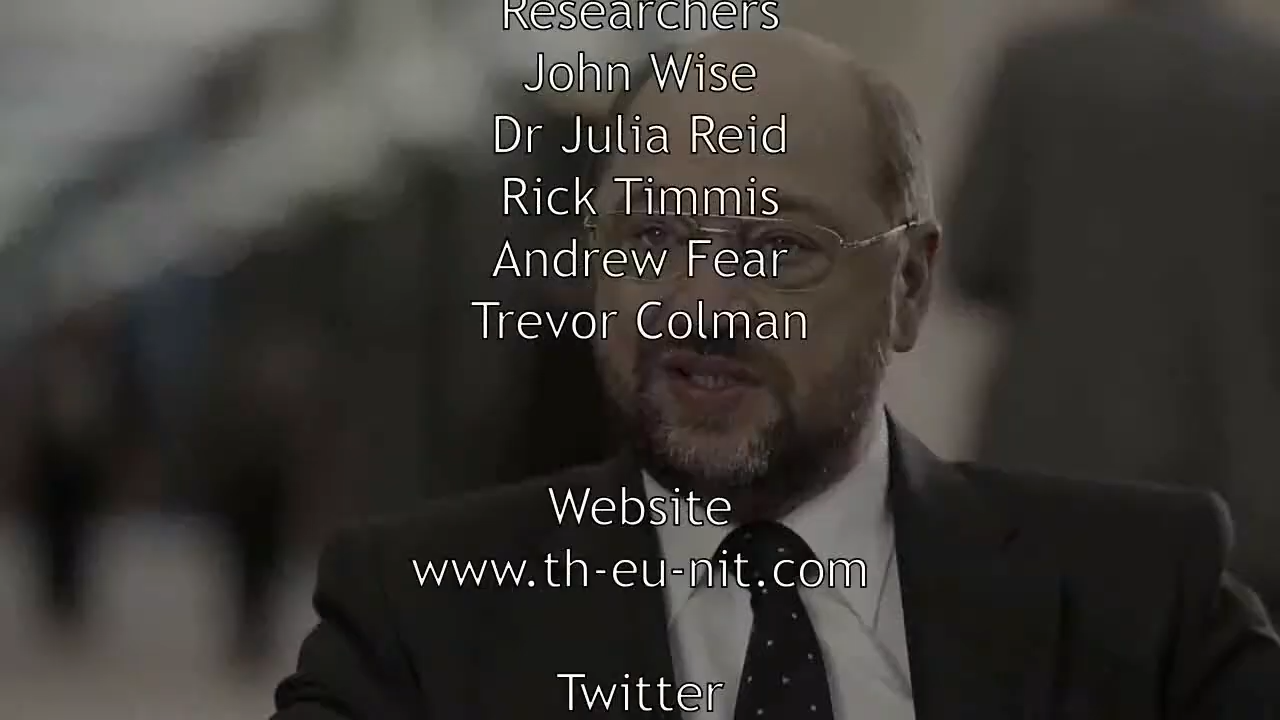 Researchers
John Wise
Dr Julia Reid
Rick Timmis
Andrew Fear
Trevor Colman
Website
www.th-eu-nit.com
Twitter